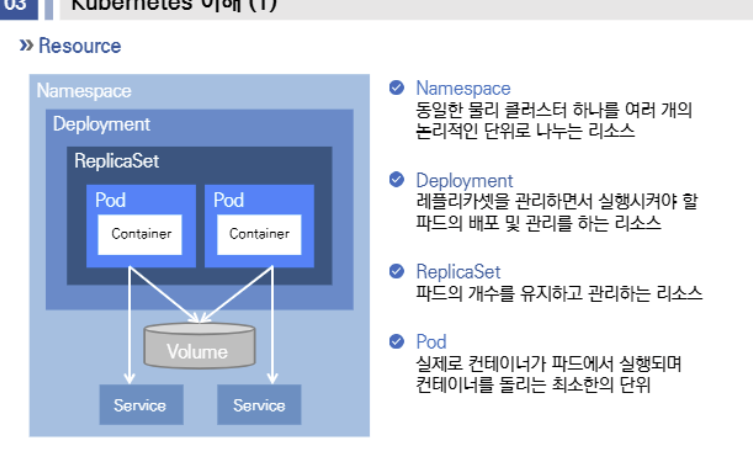 03 Kubernetes 이해 (1)
» Resource
Namespace
Deployment
ReplicaSet
Pod
Container
Pod
Container
Volume
Service
Service
Namespace
동일한 물리 클러스터 하나를 여러 개의
논리적인 단위로 나누는 리소스
Deployment
레플리카셋을 관리하면서 실행시켜야 할
파드의 배포 및 관리를 하는 리소스
ReplicaSet
파드의 개수를 유지하고 관리하는 리소스
Pod
실제로 컨테이너가 파드에서 실행되며
컨테이너를 돌리는 최소한의 단위